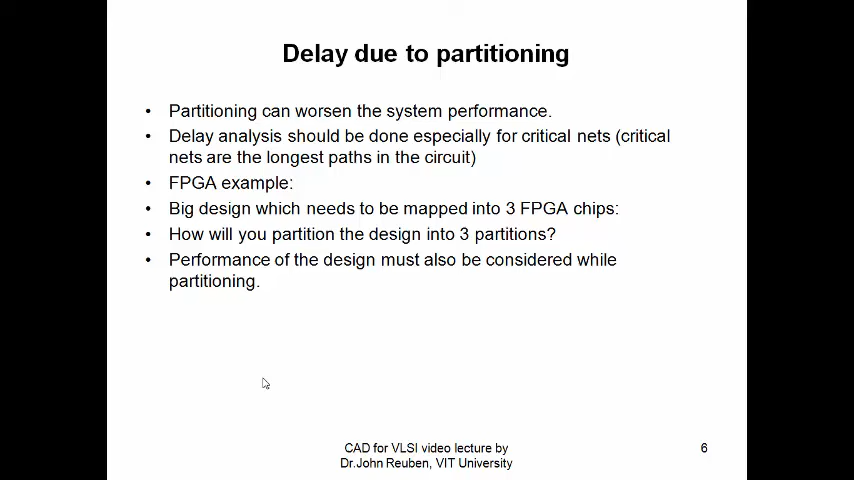 Delay due to partitioning
• Partitioning can worsen the system performance.
• Delay analysis should be done especially for critical nets (critical
nets are the longest paths in the circuit)
• FPGA example:
• Big design which needs to be mapped into 3 FPGA chips:
• How will you partition the design into 3 partitions?
• Performance of the design must also be considered while
partitioning.
CAD for VLSI video lecture by
Dr.John Reuben, VIT University
6